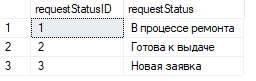 requestStatusID requestStatus
1 1 В процессе ремонта
2 2 Готова к выдаче
3 3 Новая заявка